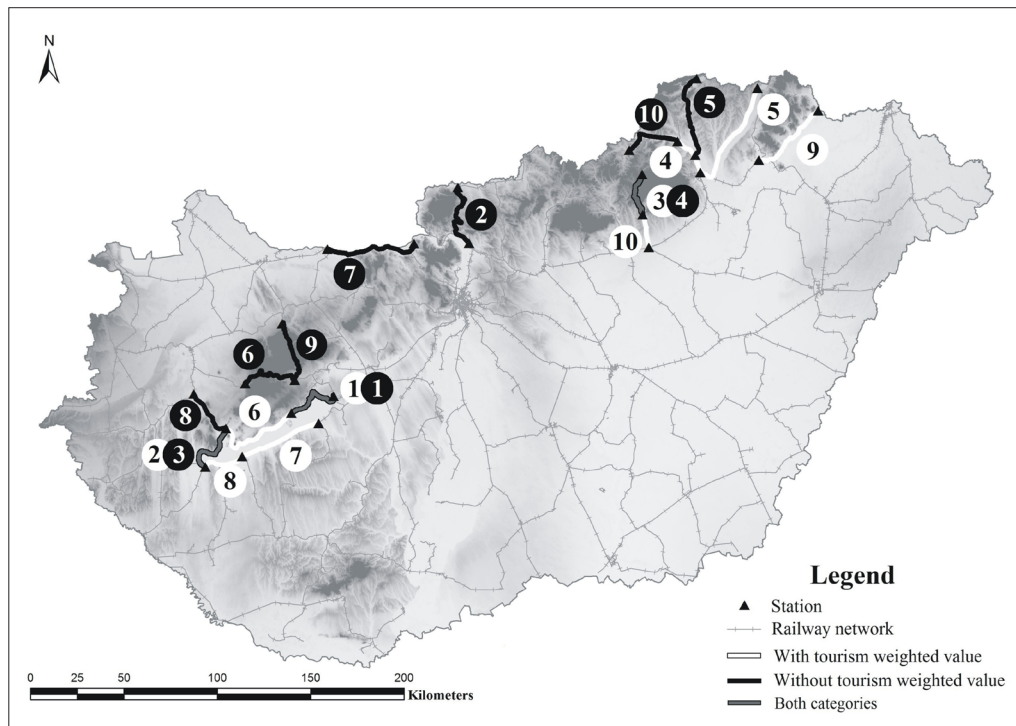 N
10
5
5
4
9
3 4
2
10
7
9
6
1 1
8
6
2 3
7
8
Legend
Station
Railway network
With tourism weighted value
Without tourism weighted value
Both categories
0 25 50 100 150 200
Kilometers